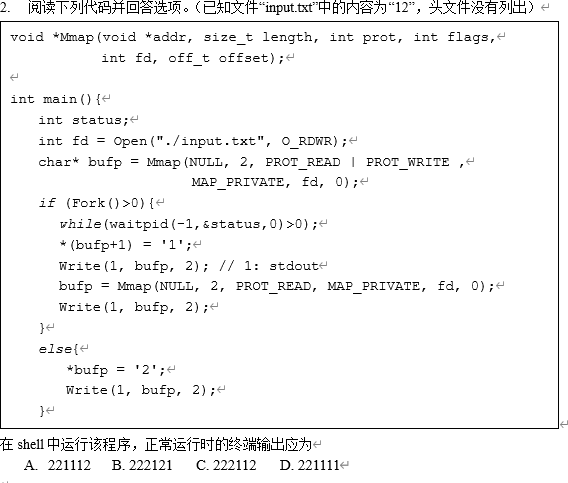 2. 阅读下列代码并回答选项。（已知文件“input.txt”中的内容为“12”，头文件没有列出）↵
void *Mmap(void *addr, size_t length, int prot, int flags,↵
int fd, off_t offset);↵
↵
int main(){↵
int status;↵
int fd = Open("./input.txt", O_RDWR);↵
char* bufp = Mmap(NULL, 2, PROT_READ | PROT_WRITE ,↵
MAP_PRIVATE, fd, 0);↵
if (Fork()>0){↵
while(waitpid(-1,&status,0)>0);↵
*(bufp+1) = '1';↵
Write(1, bufp, 2); // 1: stdout↵
bufp = Mmap(NULL, 2, PROT_READ, MAP_PRIVATE, fd, 0);↵
Write(1, bufp, 2);↵
}↵
else{↵
*bufp = '2';↵
Write(1, bufp, 2);↵
}↵
在 shell 中运行该程序，正常运行时的终端输出应为
A. 221112 B. 222121 C. 222112 D. 221111↵